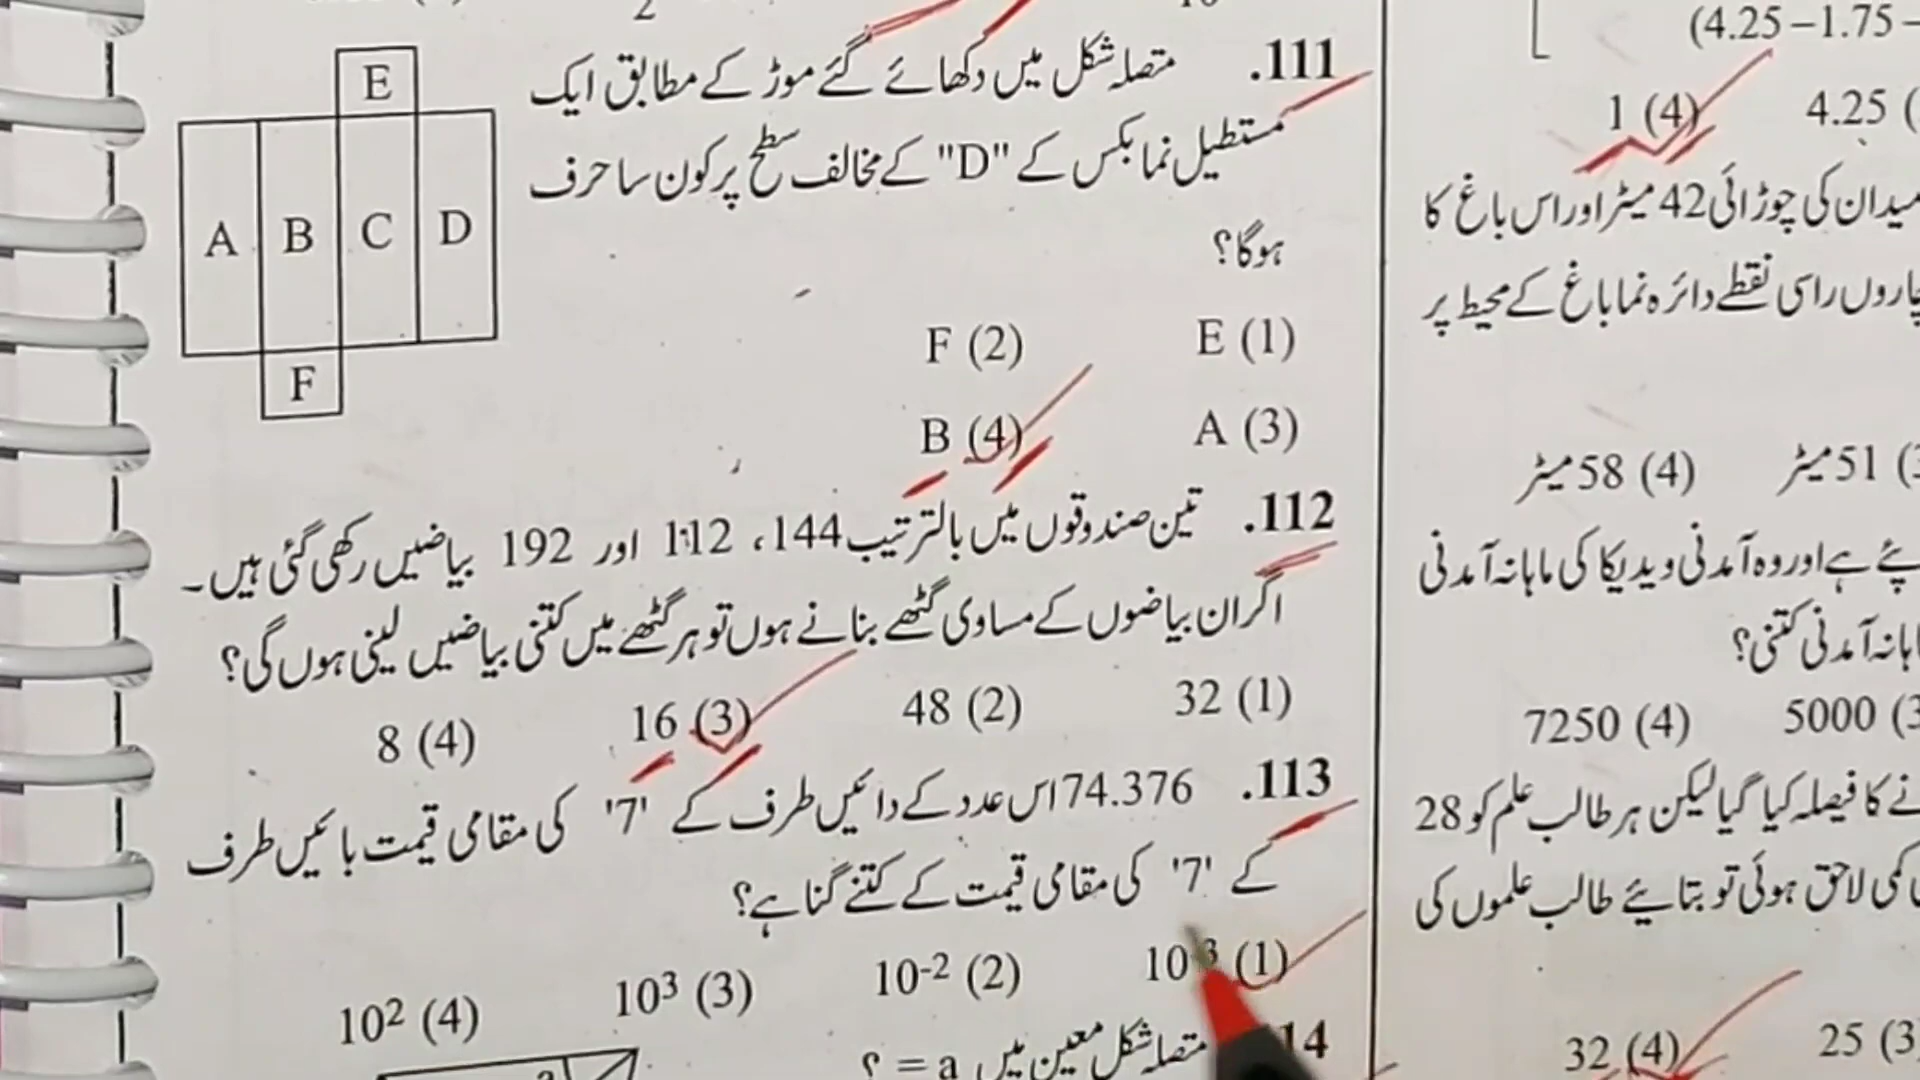 111. متصلہ شکل میں دکھائے گئے موڑ کے مطابق ایک
مستطیل نما بکس کے "D" کے مخالف سطح پر کون سا حرف
ہوگا؟
E
A B C D
F
E (1) F (2)
A (3) B (4)
112. تین صندوقوں میں بالترتیب 144، 112 اور 192 بیاضیں رکھی گئی ہیں۔
اگر ان بیاضوں کے مساوی گٹھے بنانے ہوں تو ہر گٹھے میں کتنی بیاضیں لینی ہوں گی؟
32 (1) 48 (2) 16 (3) 8 (4)
113. 74.376 اس عدد کے دائیں طرف کے '7' کی مقامی قیمت بائیں طرف
کے '7' کی مقامی قیمت کے کتنے گنا ہے؟
(1) 10⁻² (2) 10³ (3) 10² (4)
14 متصلہ شکل معین میں a = ؟
(4.25 – 1.75 –
4.25 1 (4)
میدان کی چوڑائی 42 میٹر اور اس باغ کا
چاروں راسی نقطے دائرہ نما باغ کے محیط پر
51 میٹر 58 میٹر (4)
ہے اور وہ آمدنی ویدیکا کی ماہانہ آمدنی
ماہانہ آمدنی کتنی؟
5000 (3 7250 (4)
نے کا فیصلہ کیا گیا لیکن ہر طالب علم کو 28
کمی لاحق ہوئی تو بتائیے طالب علموں کی
25 (3 32 (4)